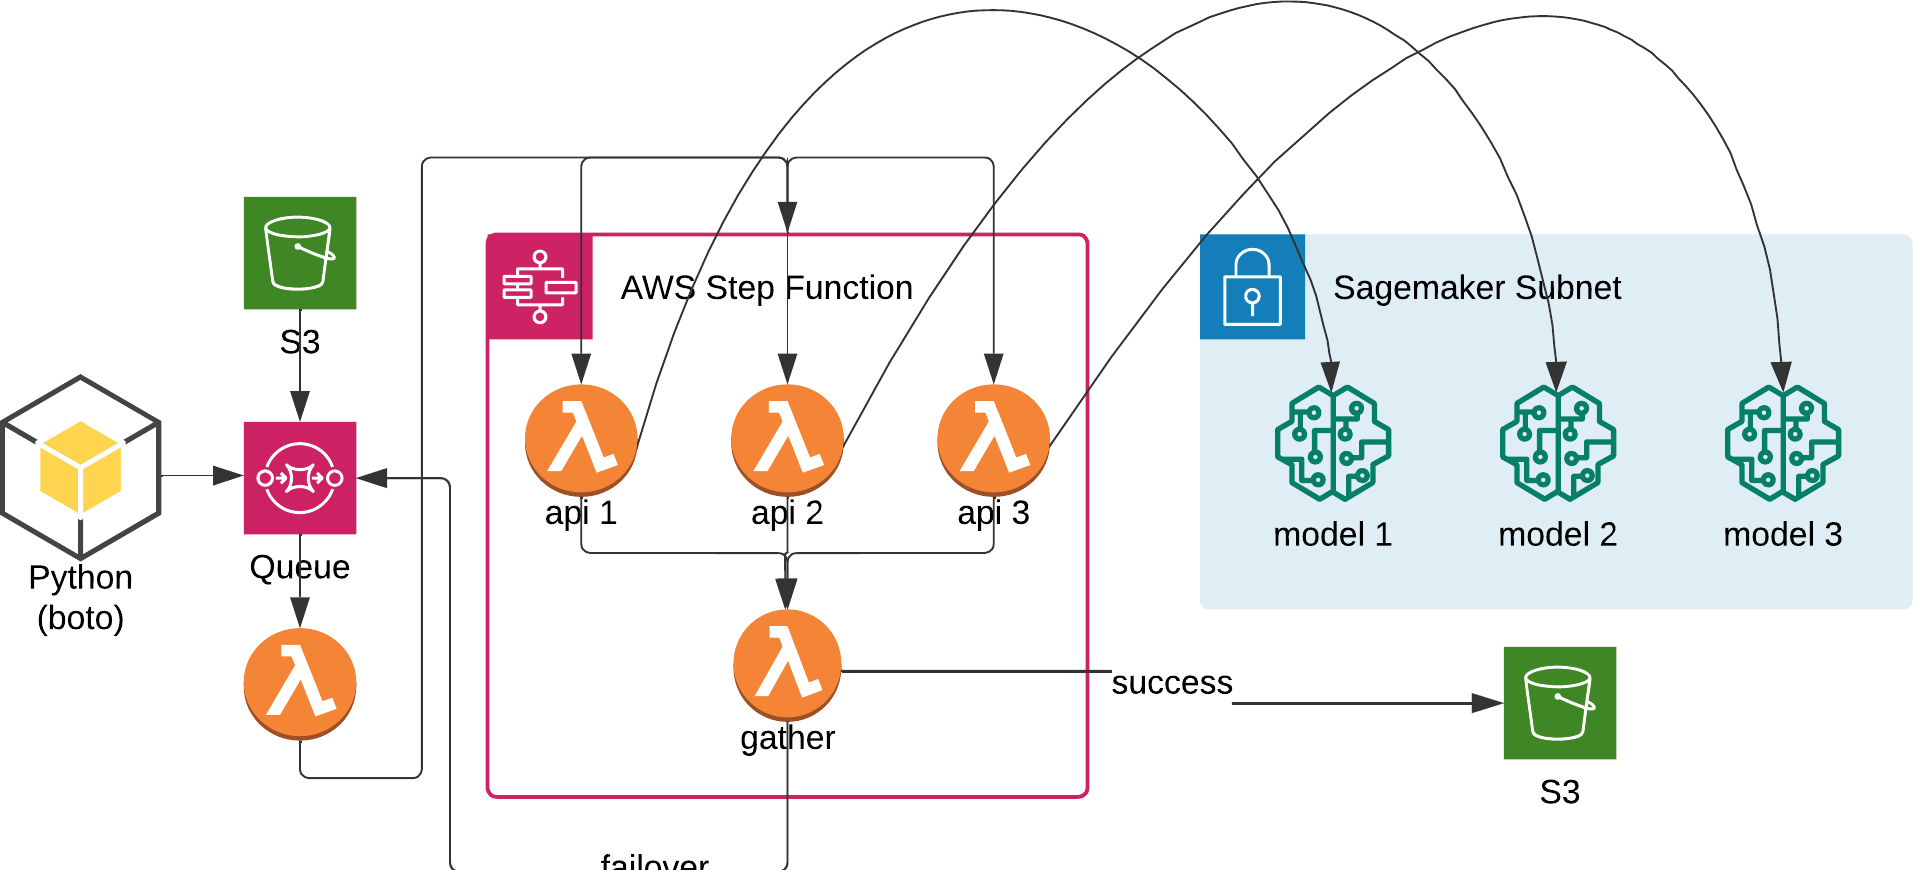 AWS Step Function
Sagemaker Subnet
S3
Python
(boto)
Queue
api 1
api 2
api 3
model 1
model 2
model 3
gather
success
S3
failover